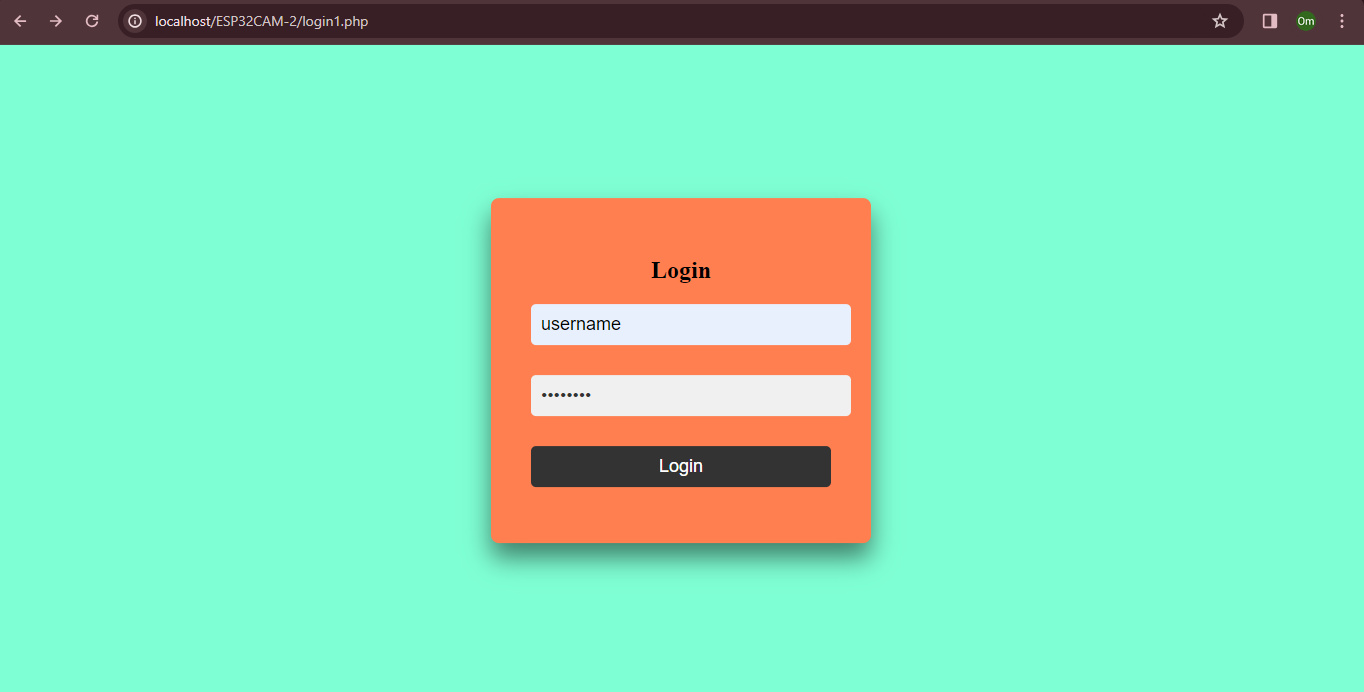 localhost/ESP32CAM-2/login1.php
Om
Login
username
••••••••
Login